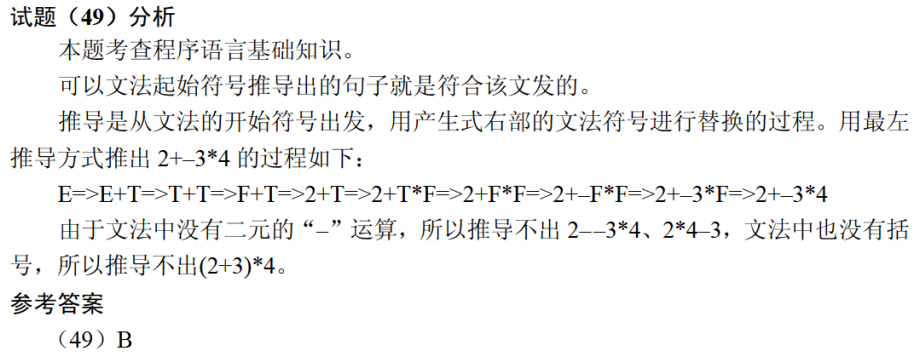 试题（49）分析
本题考查程序语言基础知识。
可以文法起始符号推导出的句子就是符合该文发的。
推导是从文法的开始符号出发，用产生式右部的文法符号进行替换的过程。用最左
推导方式推出 2+–3*4 的过程如下：
E=>E+T=>T+T=>F+T=>2+T=>2+T*F=>2+F*F=>2+–F*F=>2+–3*F=>2+–3*4
由于文法中没有二元的“–”运算，所以推导不出 2––3*4、2*4–3，文法中也没有括
号，所以推导不出(2+3)*4。
参考答案
（49）B